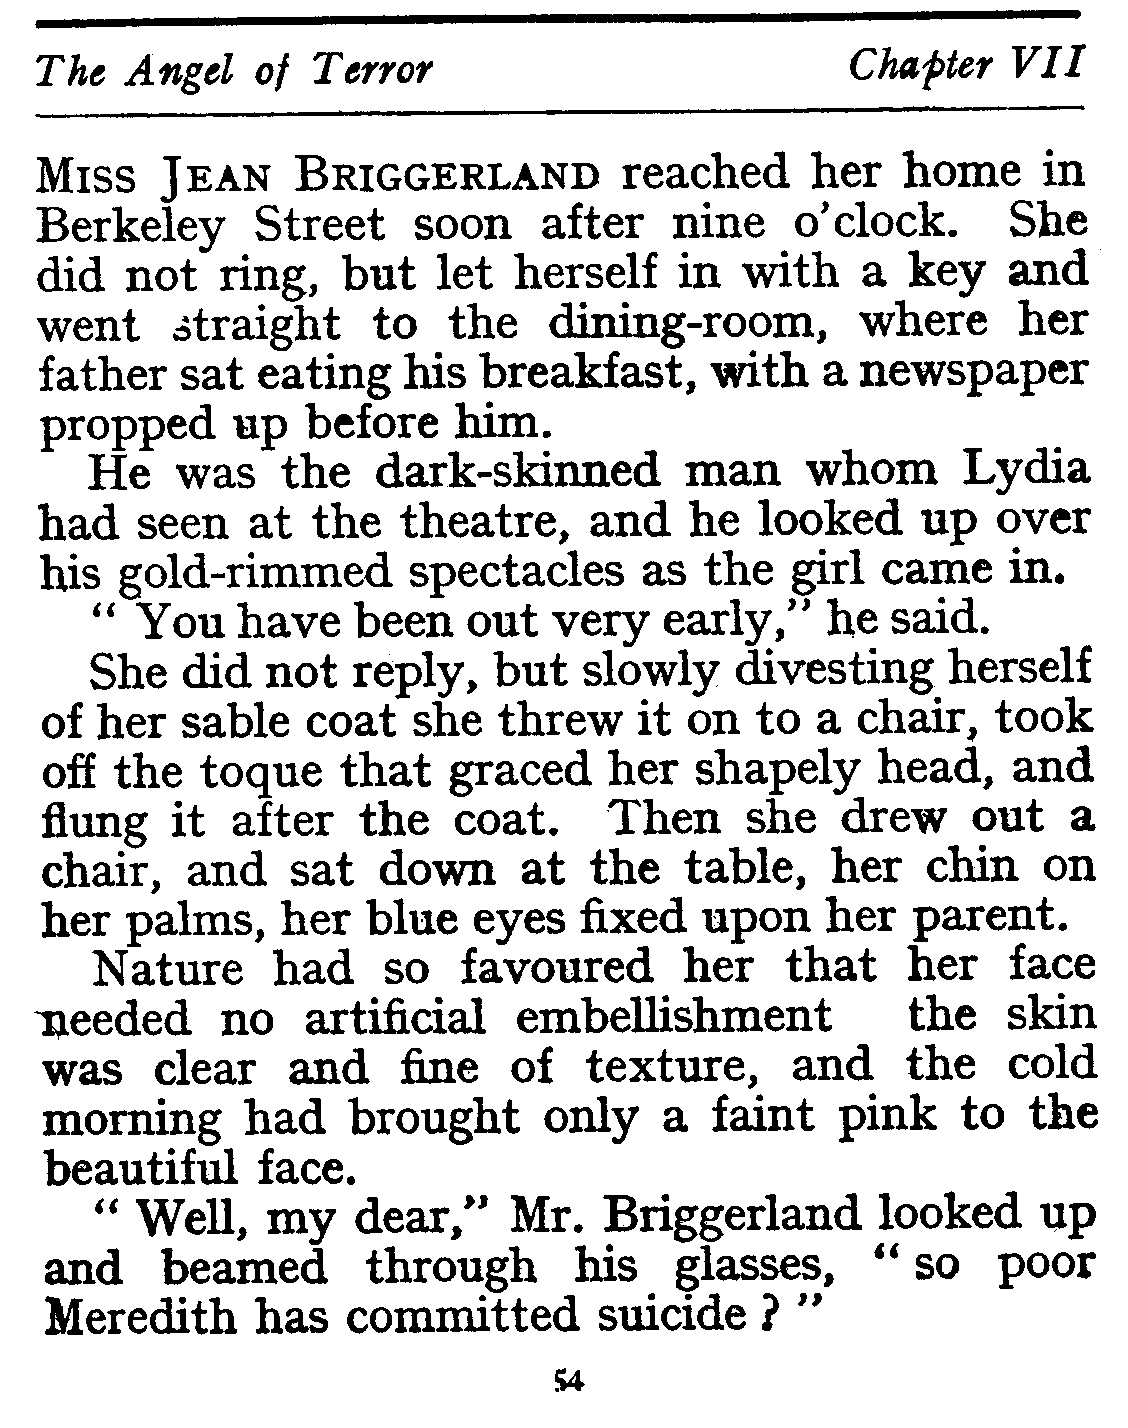 The Angel of Terror Chapter VII
MISS JEAN BRIGGERLAND reached her home in
Berkeley Street soon after nine o'clock. She
did not ring, but let herself in with a key and
went straight to the dining-room, where her
father sat eating his breakfast, with a newspaper
propped up before him.
He was the dark-skinned man whom Lydia
had seen at the theatre, and he looked up over
his gold-rimmed spectacles as the girl came in.
" You have been out very early," he said.
She did not reply, but slowly divesting herself
of her sable coat she threw it on to a chair, took
off the toque that graced her shapely head, and
flung it after the coat. Then she drew out a
chair, and sat down at the table, her chin on
her palms, her blue eyes fixed upon her parent.
Nature had so favoured her that her face
needed no artificial embellishment the skin
was clear and fine of texture, and the cold
morning had brought only a faint pink to the
beautiful face.
" Well, my dear," Mr. Briggerland looked up
and beamed through his glasses, " so poor
Meredith has committed suicide ? "
54